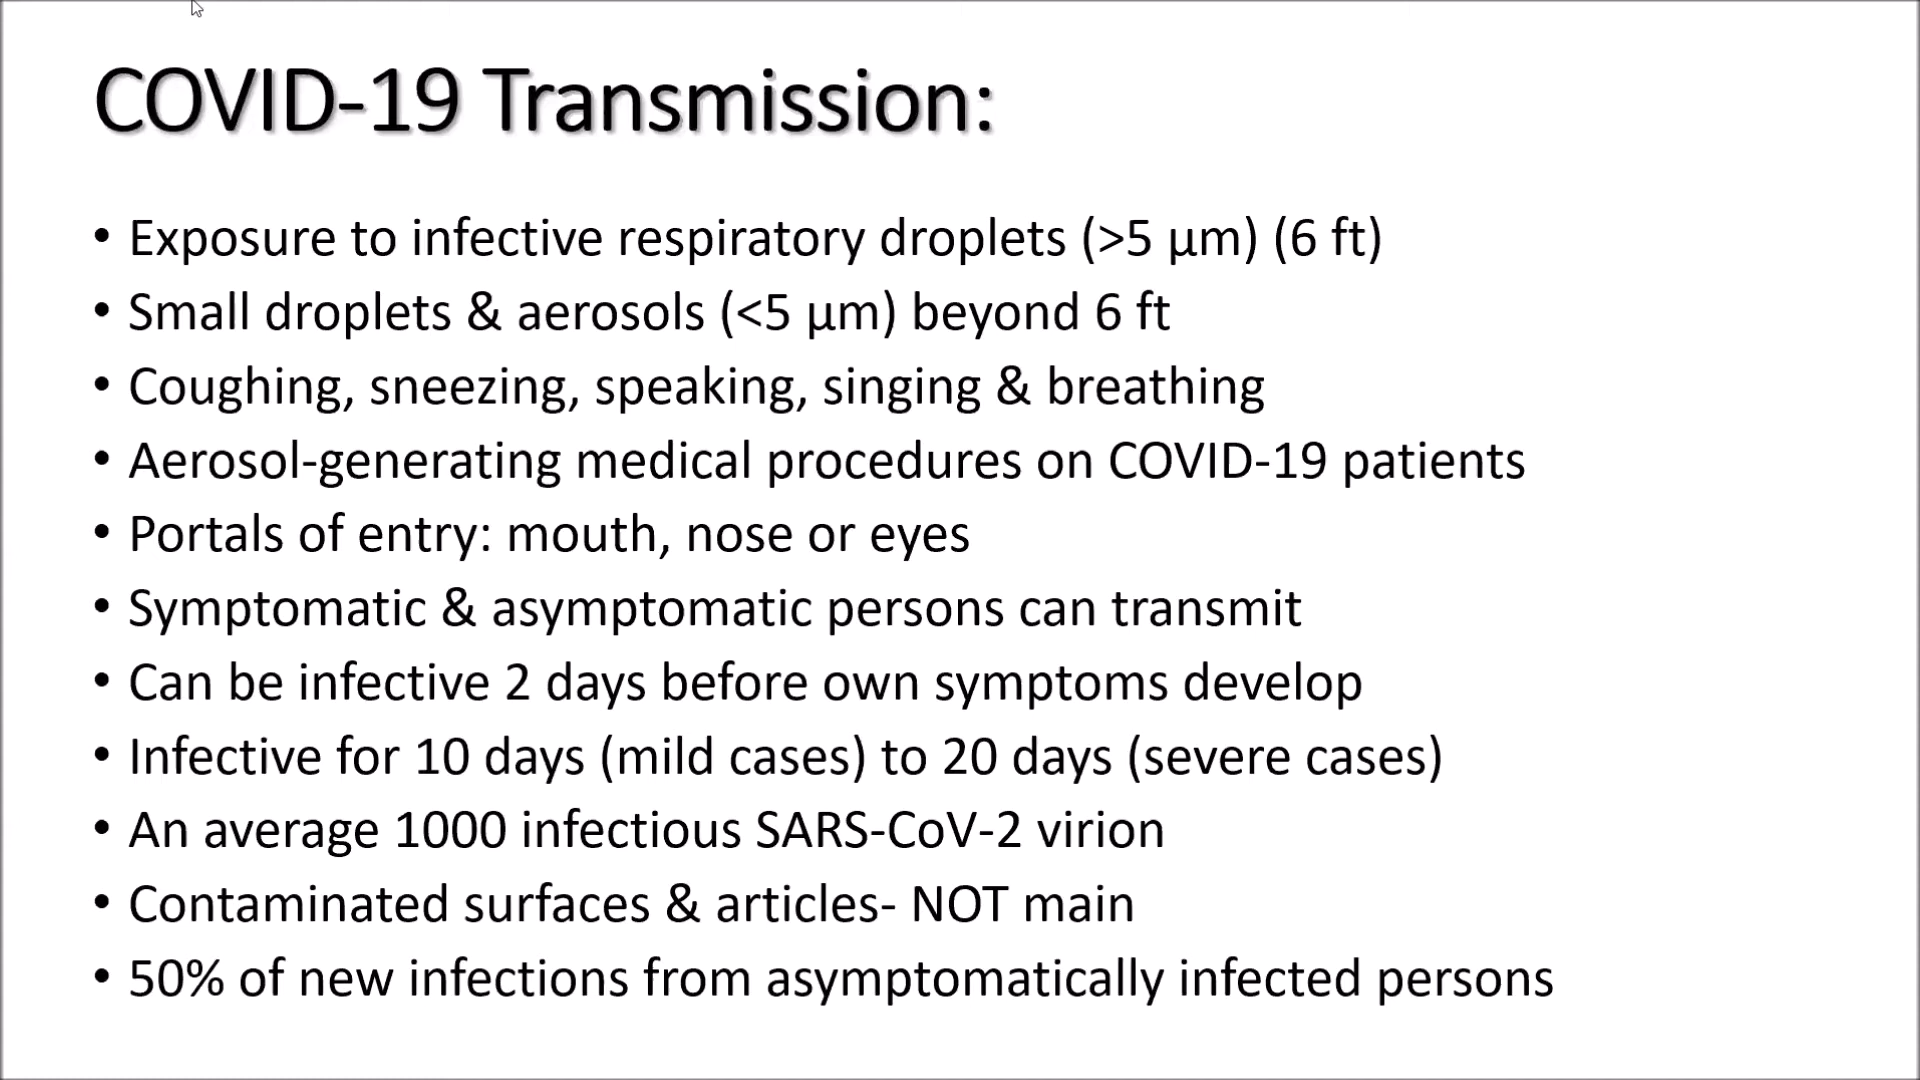 COVID-19 Transmission:
• Exposure to infective respiratory droplets (>5 µm) (6 ft)
• Small droplets & aerosols (<5 µm) beyond 6 ft
• Coughing, sneezing, speaking, singing & breathing
• Aerosol-generating medical procedures on COVID-19 patients
• Portals of entry: mouth, nose or eyes
• Symptomatic & asymptomatic persons can transmit
• Can be infective 2 days before own symptoms develop
• Infective for 10 days (mild cases) to 20 days (severe cases)
• An average 1000 infectious SARS-CoV-2 virion
• Contaminated surfaces & articles- NOT main
• 50% of new infections from asymptomatically infected persons